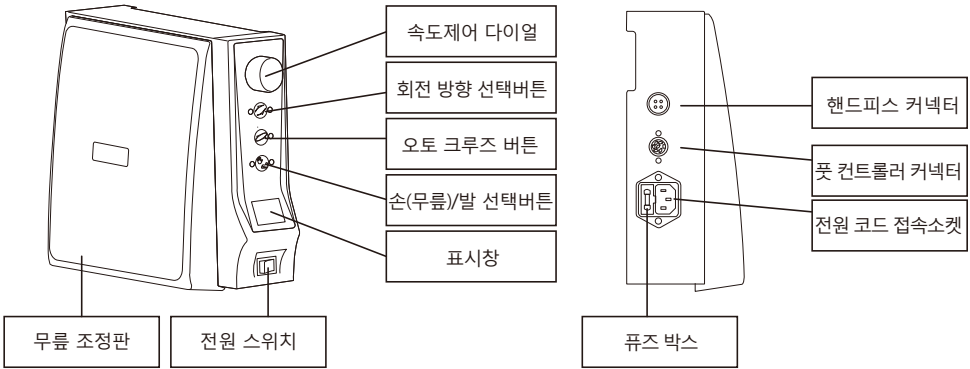 속도제어 다이얼
회전 방향 선택버튼
오토 크루즈 버튼
손(무릎)/발 선택버튼
표시창
무릎 조정판
전원 스위치
핸드피스 커넥터
풋 컨트롤러 커넥터
전원 코드 접속소켓
퓨즈 박스